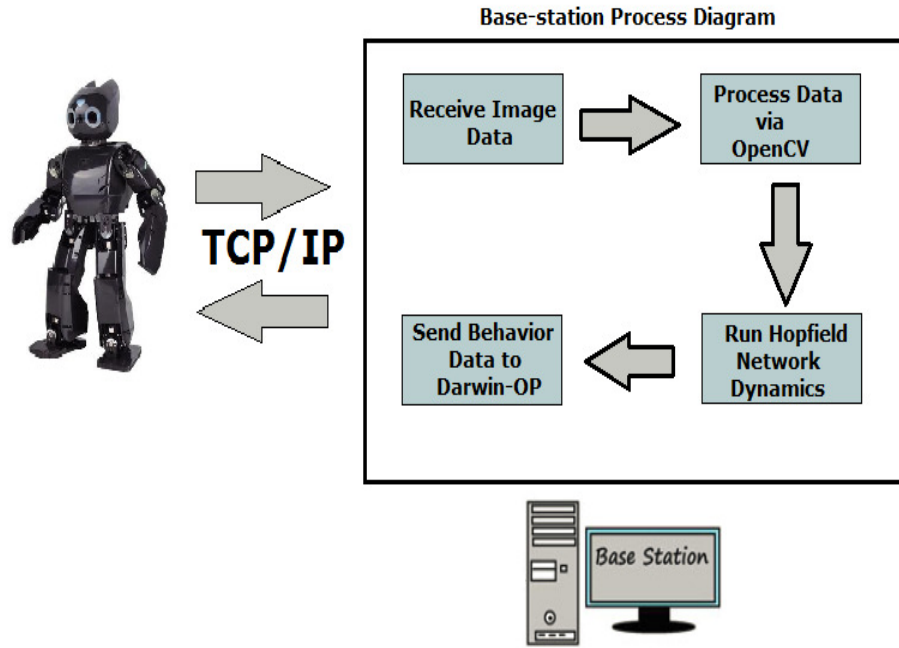 Base-station Process Diagram
Receive Image
Data
Process Data
via
OpenCV
TCP/IP
Send Behavior
Data to
Darwin-OP
Run Hopfield
Network
Dynamics
Base Station